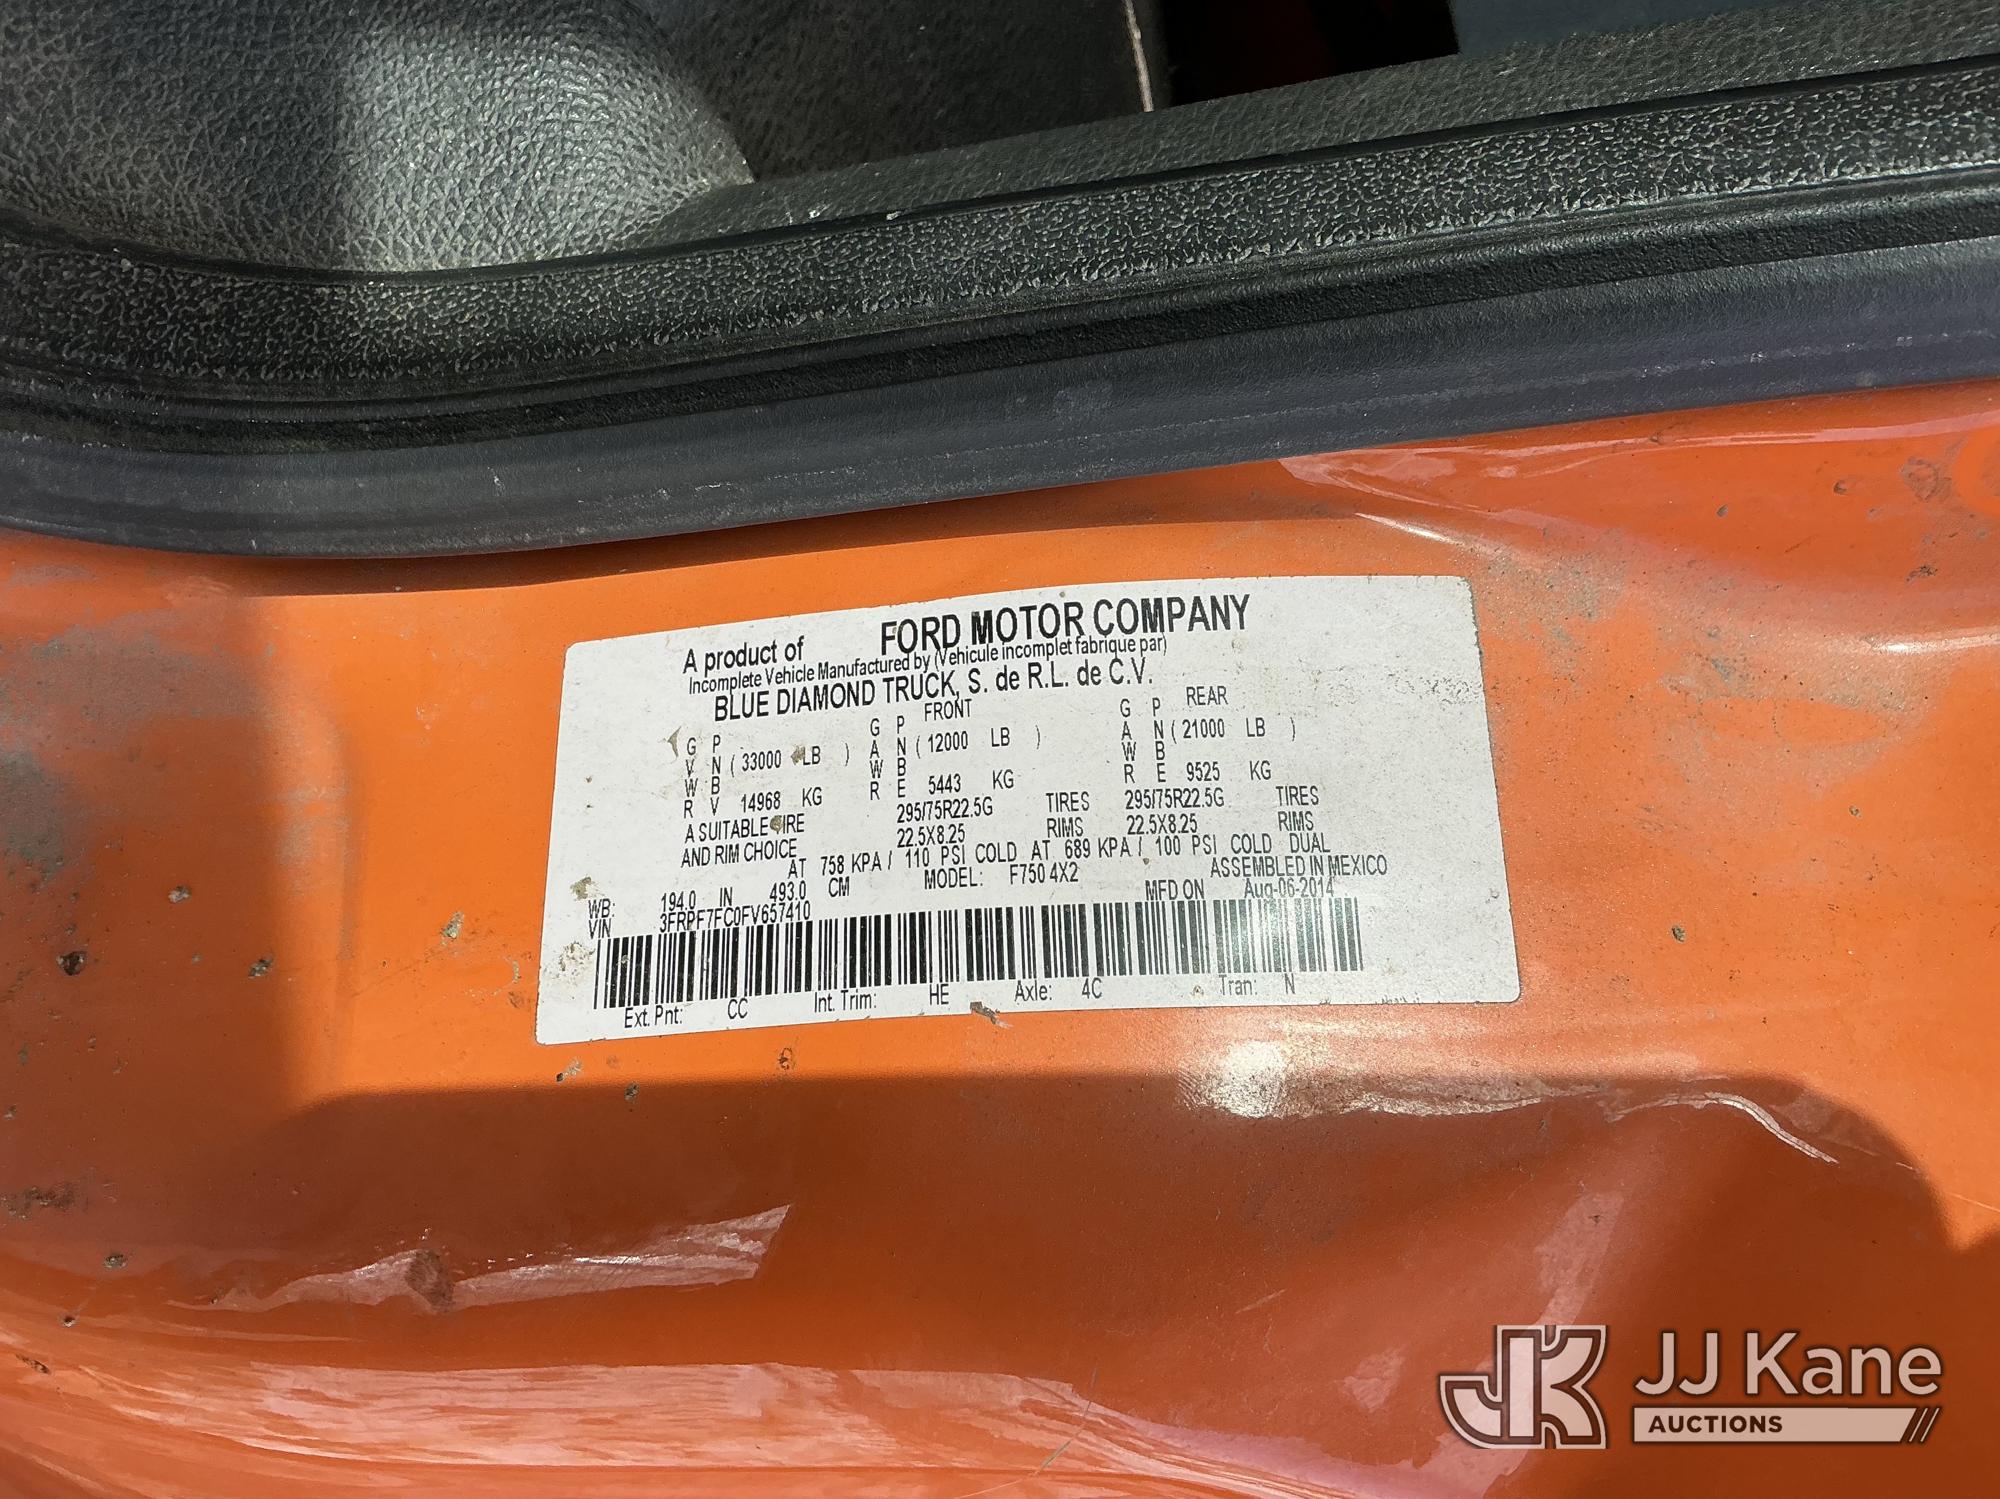 A product of FORD MOTOR COMPANY
Incomplete Vehicle Manufactured by (Vehicule incomplet fabrique par)
BLUE DIAMOND TRUCK, S. de R.L. de C.V.
FRONT REAR
G P G P G P
V N ( 33000 LB ) A N ( 12000 LB ) A N ( 21000 LB )
W B W B W B
R V 14968 KG R E 5443 KG R E 9525 KG
A SUITABLE TIRE 295/75R22.5G TIRES 295/75R22.5G TIRES
AND RIM CHOICE 22.5X8.25 RIMS 22.5X8.25 RIMS
AT 758 KPA / 110 PSI COLD AT 689 KPA / 100 PSI COLD DUAL
WB: 194.0 IN 493.0 CM MODEL: F750 4X2 ASSEMBLED IN MEXICO
VIN 3FRPF7FC0FV657410 MFD ON Aug-06-2014
Ext. Pnt: CC Int. Trim: HE Axle: 4C Tran: N
JK JJ Kane
AUCTIONS